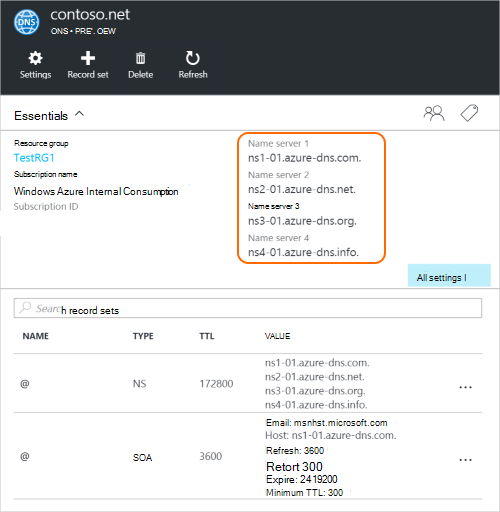 DNS
contoso.net
ONS • PRE'. OEW
Settings
Record set
Delete
Refresh
Essentials
Resource group
TestRG1
Subscription name
Windows Azure Internal Consumption
Subscription ID
Name server 1
ns1-01.azure-dns.com.
Name server 2
ns2-01.azure-dns.net.
Name server 3
ns3-01.azure-dns.org.
Name server 4
ns4-01.azure-dns.info.
All settings I
Search record sets
NAME TYPE TTL VALUE
@ NS 172800
ns1-01.azure-dns.com.
ns2-01.azure-dns.net.
ns3-01.azure-dns.org.
ns4-01.azure-dns.info.
...
@ SOA 3600
Email: msnhst.microsoft.com
Host: ns1-01.azure-dns.com.
Refresh: 3600
Retort 300
Expire: 2419200
Minimum TTL: 300
...